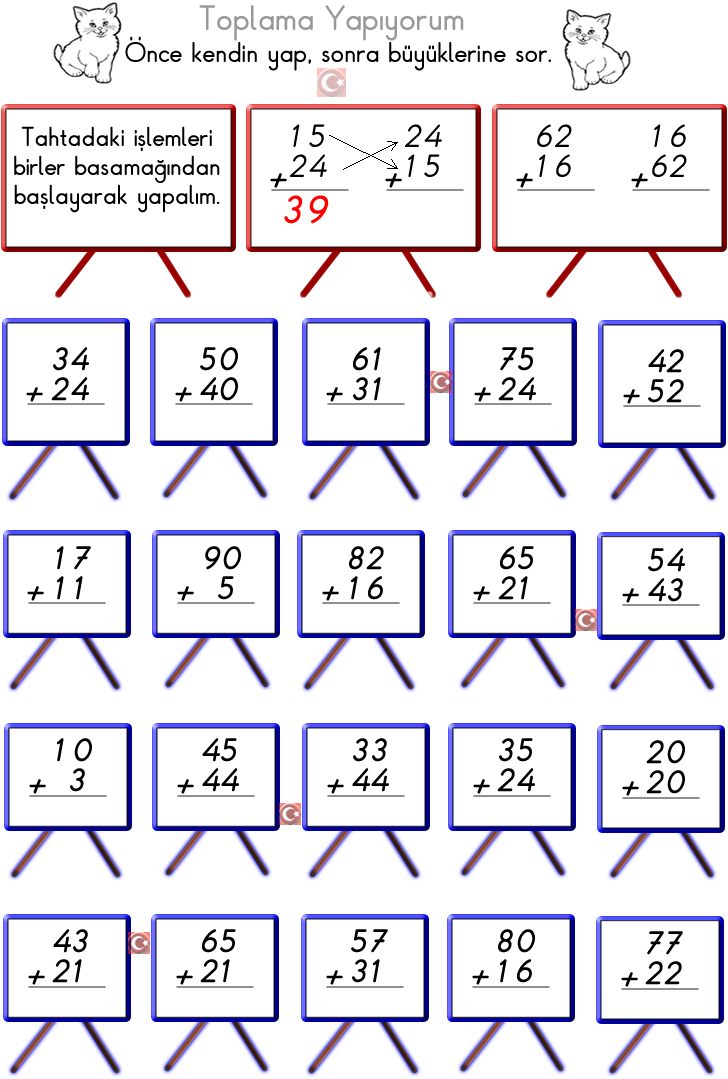 Toplama Yapıyorum
Önce kendin yap, sonra büyüklerine sor.
Tahtadaki işlemleri
birler basamağından
başlayarak yapalım.
15 24
+24 +15
39
62 16
+16 +62
34 50 61 75 42
+24 +40 +31 +24 +52
17 90 82 65 54
+11 + 5 +16 +21 +43
10 45 33 35 20
+ 3 +44 +44 +24 +20
43 65 57 80 77
+21 +21 +31 +16 +22